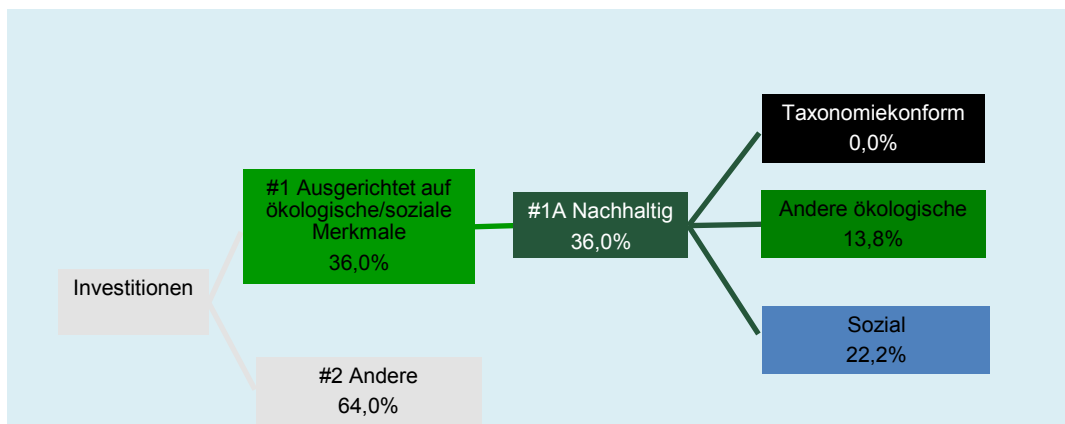 Investitionen
#1 Ausgerichtet auf
ökologische/soziale
Merkmale
36,0%
#2 Andere
64,0%
#1A Nachhaltig
36,0%
Taxonomiekonform
0,0%
Andere ökologische
13,8%
Sozial
22,2%